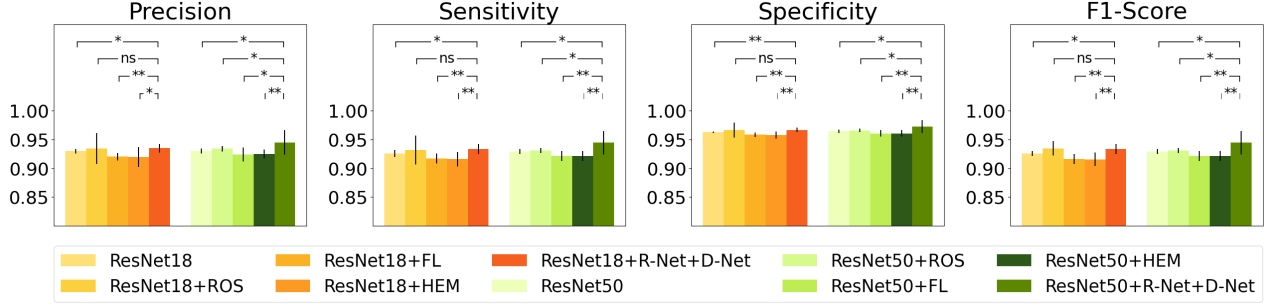 Precision
Sensitivity
Specificity
F1-Score
* * * * ** * * *
ns * ns * ns * ns *
** * ** ** ** ** ** **
* ** ** ** ** ** ** **
1.00 1.00 1.00 1.00
0.95 0.95 0.95 0.95
0.90 0.90 0.90 0.90
0.85 0.85 0.85 0.85
ResNet18 ResNet18+FL ResNet18+R-Net+D-Net ResNet50+ROS ResNet50+HEM
ResNet18+ROS ResNet18+HEM ResNet50 ResNet50+FL ResNet50+R-Net+D-Net